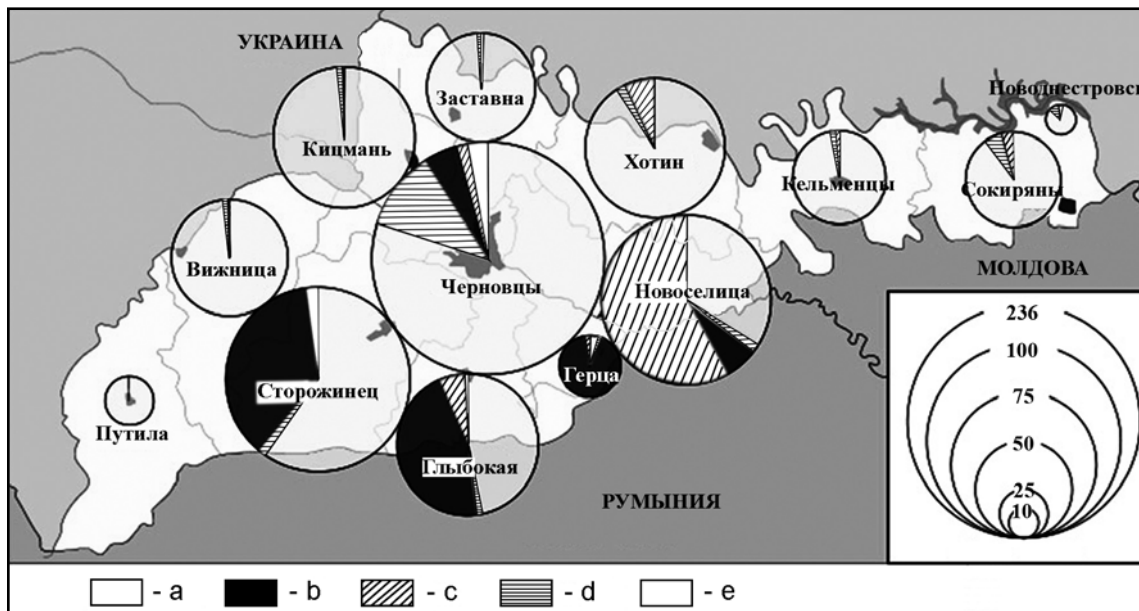 УКРАИНА
Заставна
Новоднестровск
Кицмань
Хотин
Кельменцы
Сокиряны
Вижница
Черновцы
Новоселица
МОЛДОВА
Сторожинец
Герца
Путила
Глыбокая
РУМЫНИЯ
236
100
75
50
25
10
- a
- b
- c
- d
- e